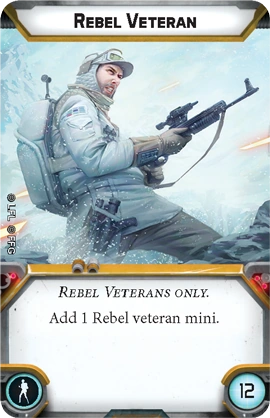 Rebel Veteran
© LFL © FFG
Rebel Veterans only.
Add 1 Rebel veteran mini.
12